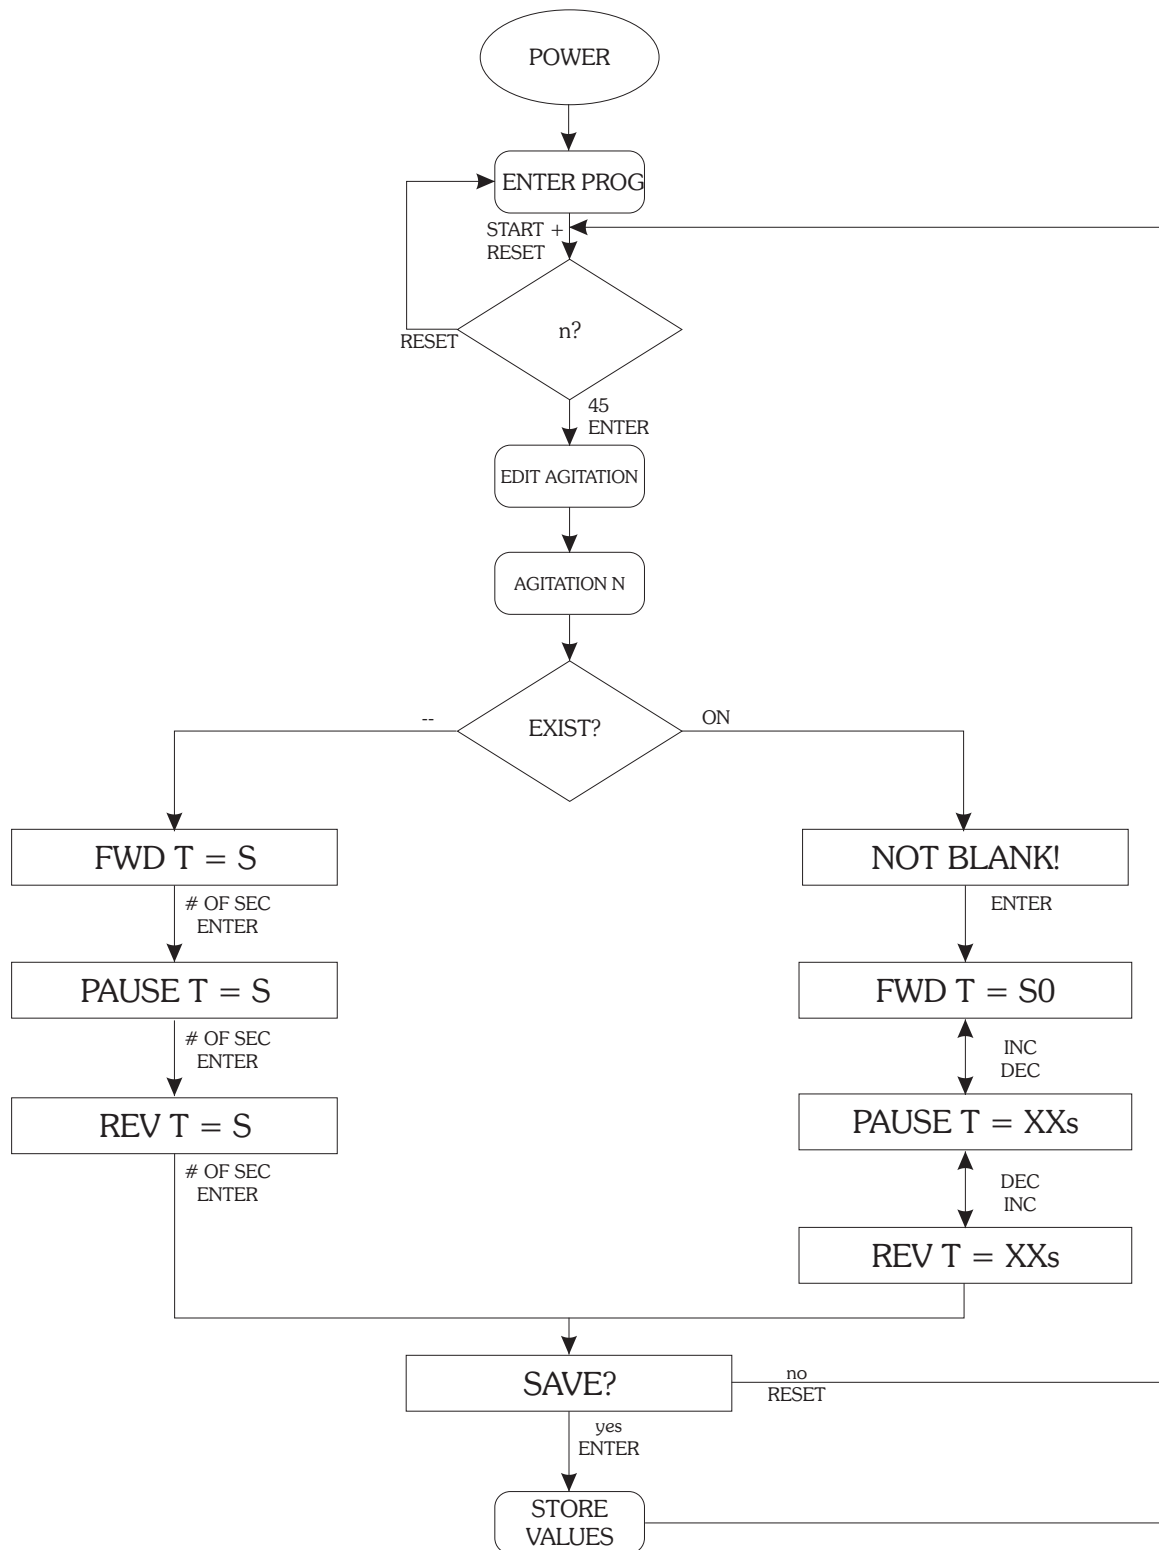 POWER
ENTER PROG
START +
RESET
n?
RESET
45
ENTER
EDIT AGITATION
AGITATION N
EXIST?
--
ON
FWD T = S
# OF SEC
ENTER
PAUSE T = S
# OF SEC
ENTER
REV T = S
# OF SEC
ENTER
NOT BLANK!
ENTER
FWD T = S0
INC
DEC
PAUSE T = XXs
DEC
INC
REV T = XXs
SAVE?
no
RESET
yes
ENTER
STORE
VALUES